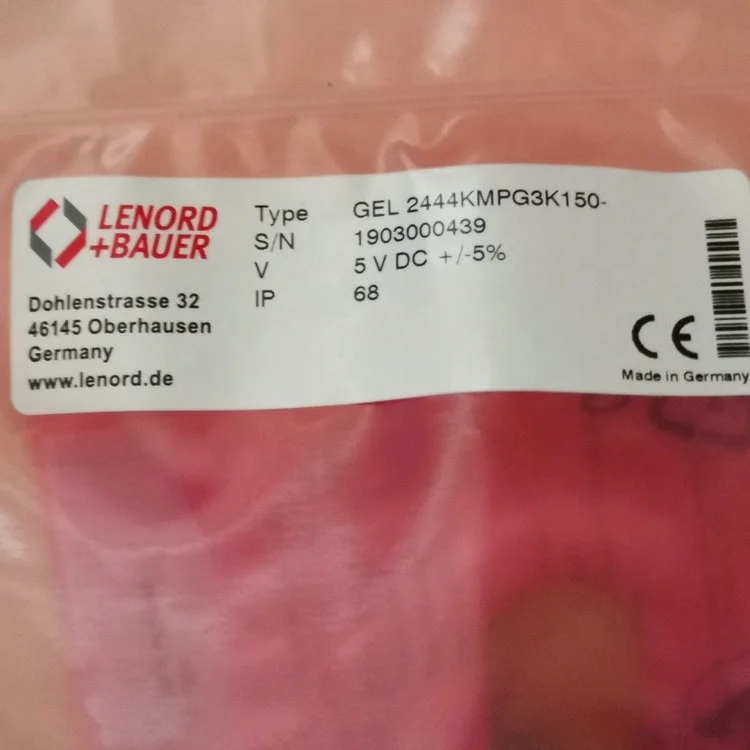 LENORD
+BAUER
Dohlenstrasse 32
46145 Oberhausen
Germany
www.lenord.de
Type GEL 2444KMPG3K150-
S/N 1903000439
V 5 V DC +/-5%
IP 68
CE
Made in Germany